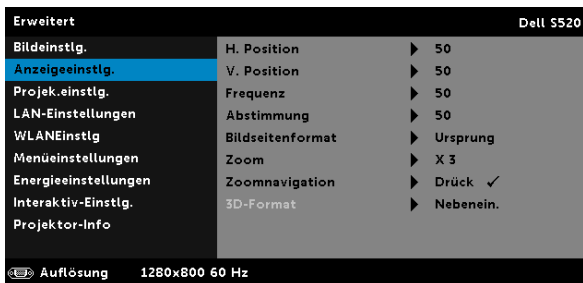 Erweitert Dell S520
Bildeinstlg. H. Position 50
Anzeigeeinstlg. V. Position 50
Projek.einstlg. Frequenz 50
LAN-Einstellungen Abstimmung 50
WLANEinstlg Bildseitenformat Ursprung
Menüeinstellungen Zoom X 3
Energieeinstellungen Zoomnavigation Drück ✓
Interaktiv-Einstlg. 3D-Format Nebenein.
Projektor-Info
Auflösung 1280x800 60 Hz